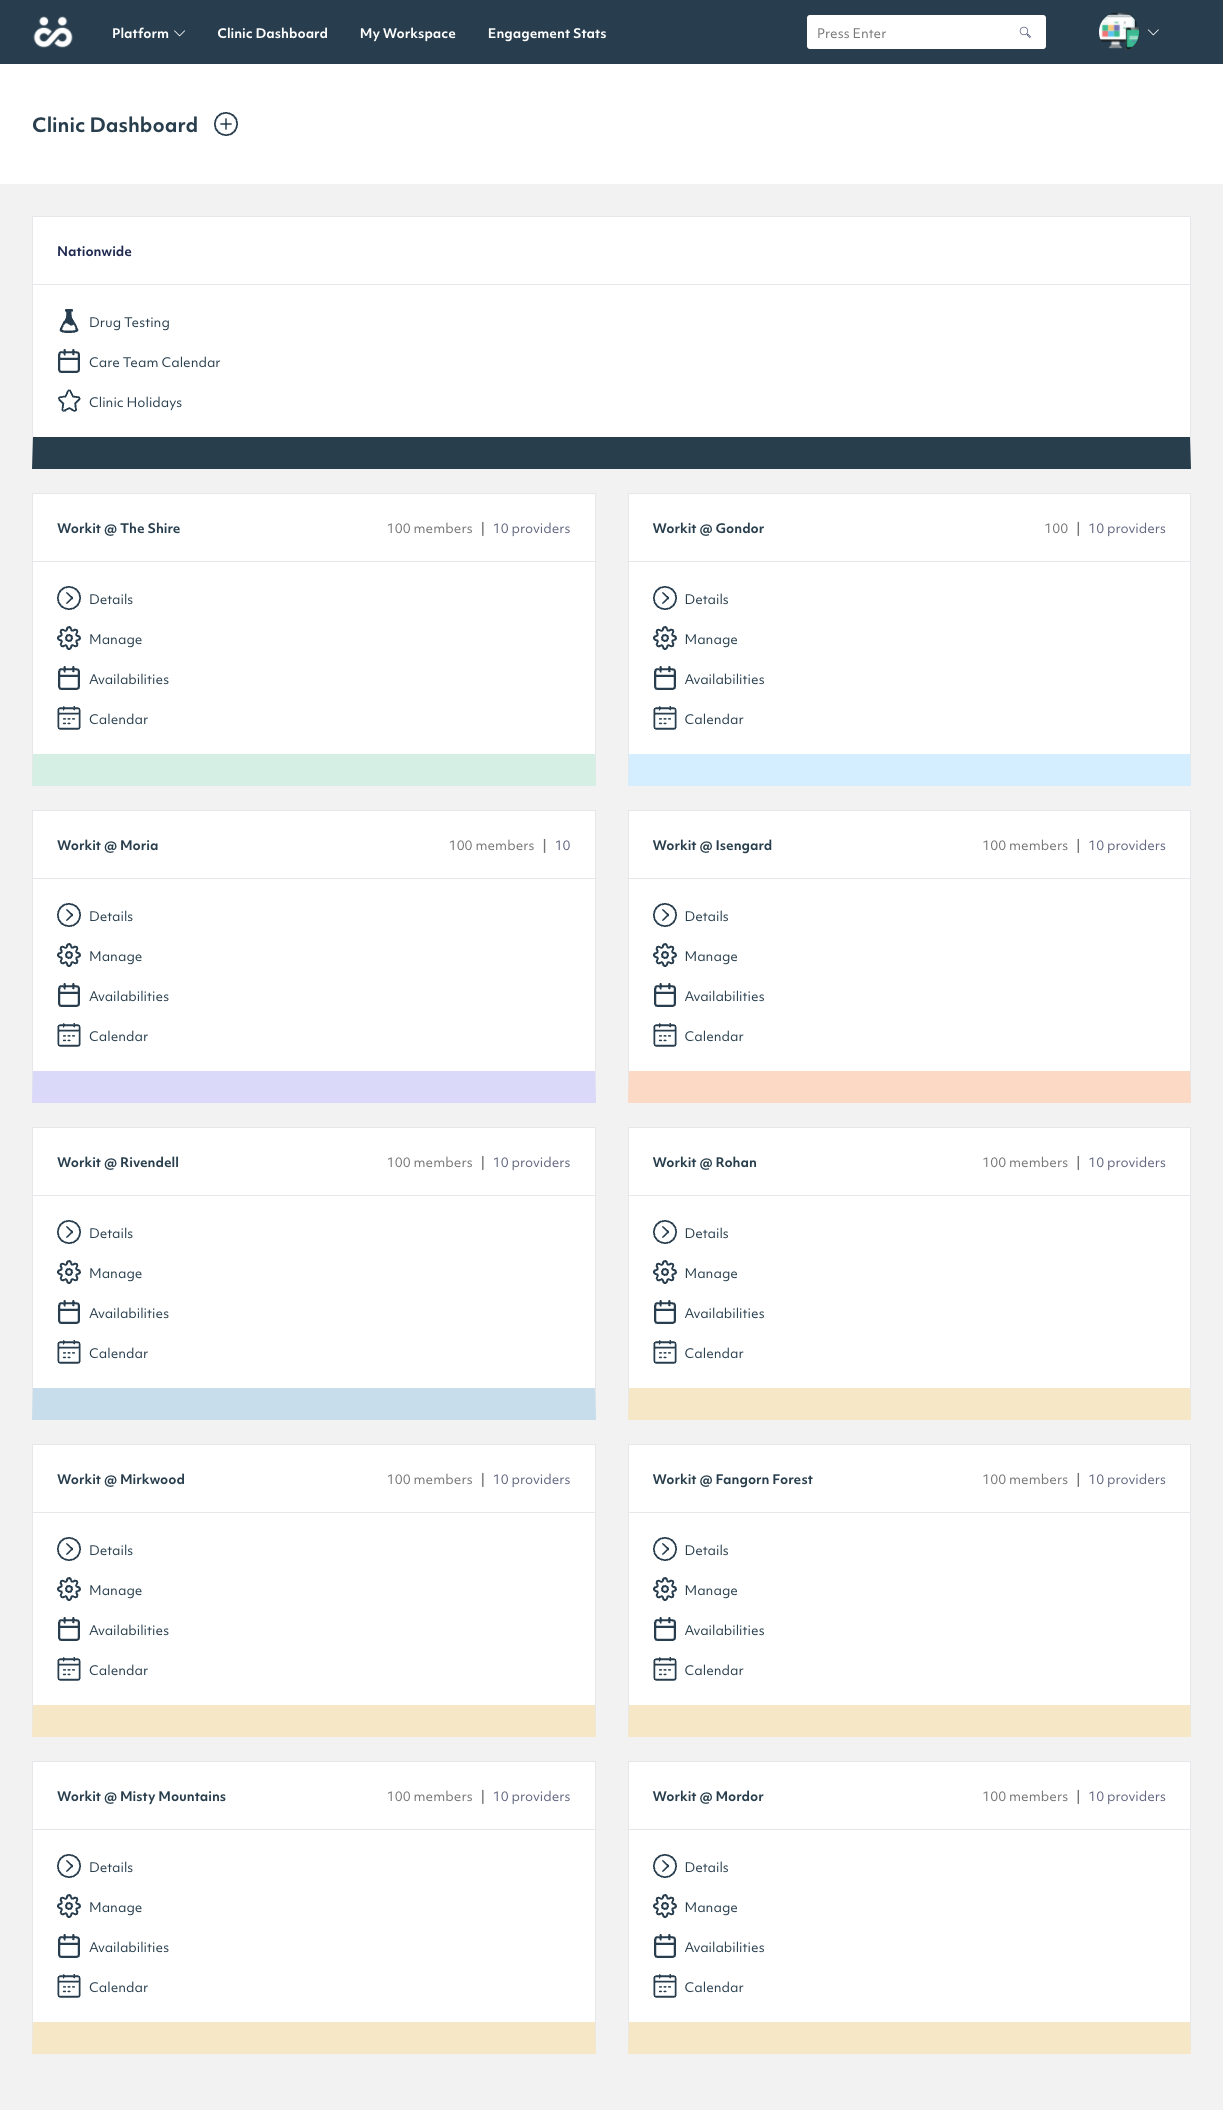 Platform
Clinic Dashboard
My Workspace
Engagement Stats
Press Enter
Clinic Dashboard
Nationwide
Drug Testing
Care Team Calendar
Clinic Holidays
Workit @ The Shire
100 members | 10 providers
Details
Manage
Availabilities
Calendar
Workit @ Gondor
100 | 10 providers
Details
Manage
Availabilities
Calendar
Workit @ Moria
100 members | 10
Details
Manage
Availabilities
Calendar
Workit @ Isengard
100 members | 10 providers
Details
Manage
Availabilities
Calendar
Workit @ Rivendell
100 members | 10 providers
Details
Manage
Availabilities
Calendar
Workit @ Rohan
100 members | 10 providers
Details
Manage
Availabilities
Calendar
Workit @ Mirkwood
100 members | 10 providers
Details
Manage
Availabilities
Calendar
Workit @ Fangorn Forest
100 members | 10 providers
Details
Manage
Availabilities
Calendar
Workit @ Misty Mountains
100 members | 10 providers
Details
Manage
Availabilities
Calendar
Workit @ Mordor
100 members | 10 providers
Details
Manage
Availabilities
Calendar